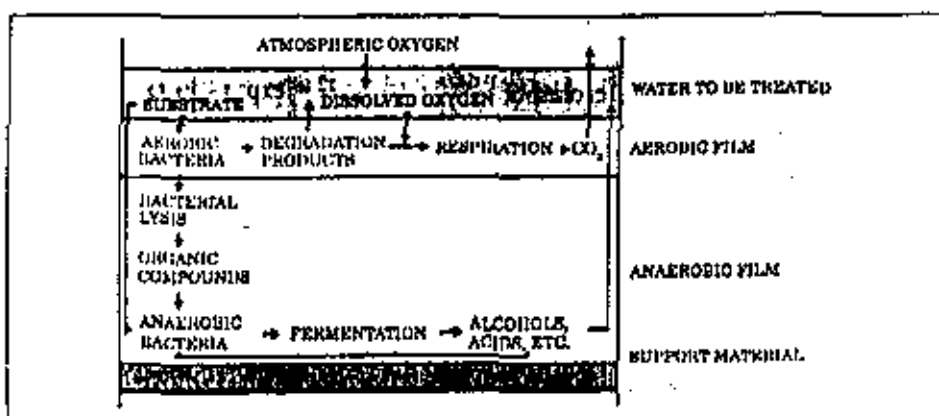 ATMOSPHERIC OXYGEN
SUBSTRATE
DISSOLVED OXYGEN
WATER TO BE TREATED
AEROBIC
BACTERIA
DEGRADATION
PRODUCTS
RESPIRATION
CO₂
AEROBIC FILM
BACTERIAL
LYSIS
ORGANIC
COMPOUNDS
ANAEROBIC FILM
ANAEROBIC
BACTERIA
FERMENTATION
ALCOHOLS,
ACIDS, ETC.
SUPPORT MATERIAL